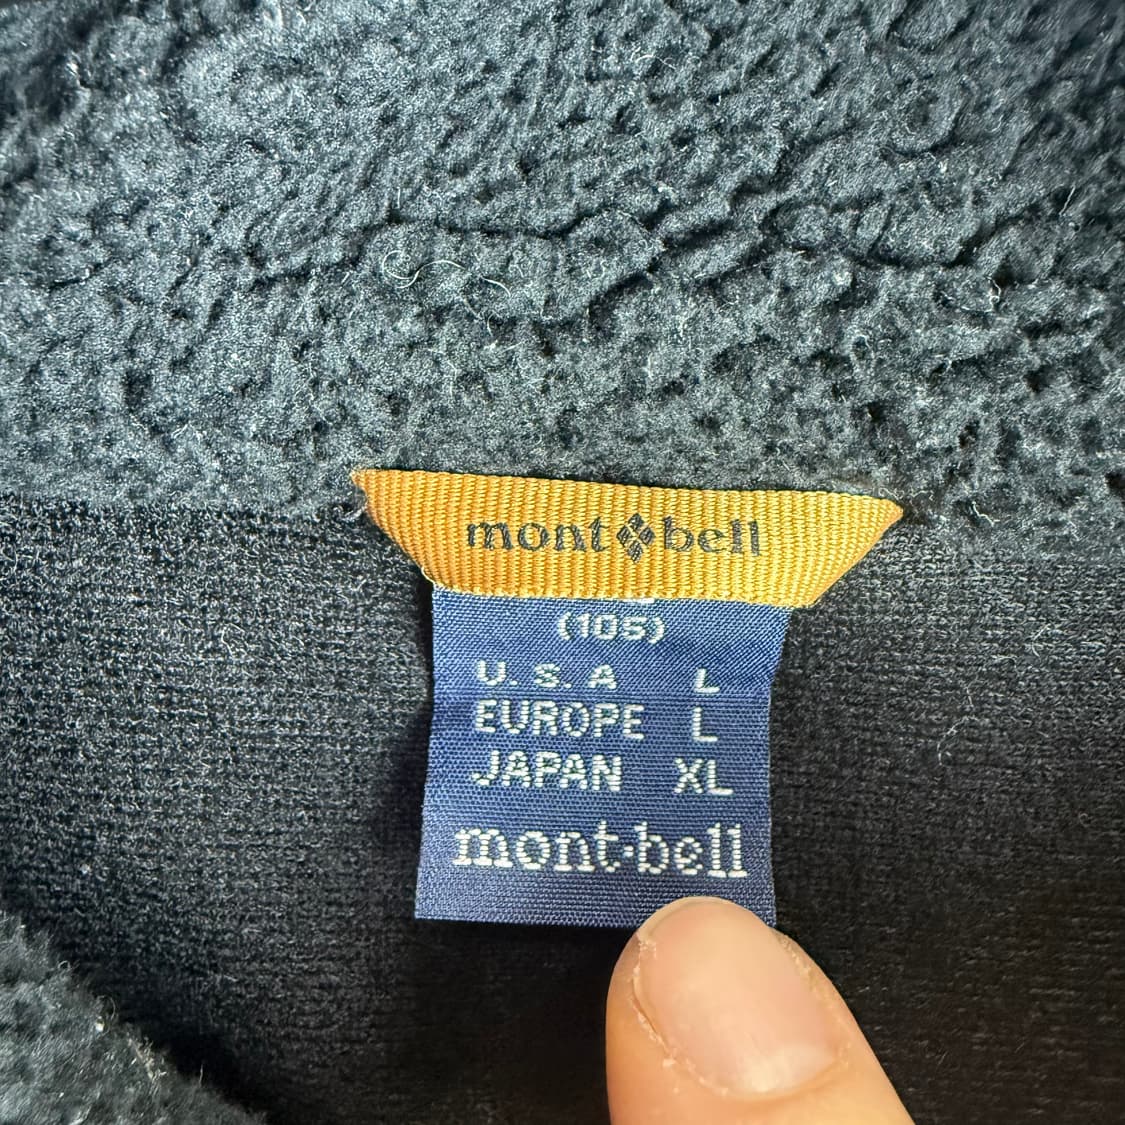 mont bell
(105)
U.S.A L
EUROPE L
JAPAN XL
mont-bell